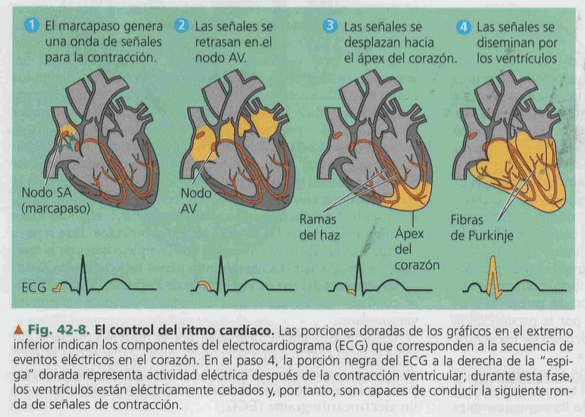 1 El marcapaso genera
una onda de señales
para la contracción.
2 Las señales se
retrasan en el
nodo AV.
3 Las señales se
desplazan hacia
el ápex del corazón.
4 Las señales se
diseminan por
los ventrículos
Nodo SA
(marcapaso)
Nodo
AV
Ramas
del haz
Ápex
del
corazón
Fibras
de Purkinje
ECG
▲ Fig. 42-8. El control del ritmo cardíaco. Las porciones doradas de los gráficos en el extremo
inferior indican los componentes del electrocardiograma (ECG) que corresponden a la secuencia de
eventos eléctricos en el corazón. En el paso 4, la porción negra del ECG a la derecha de la “espi-
ga” dorada representa actividad eléctrica después de la contracción ventricular; durante esta fase,
los ventrículos están eléctricamente cebados y, por tanto, son capaces de conducir la siguiente ron-
da de señales de contracción.